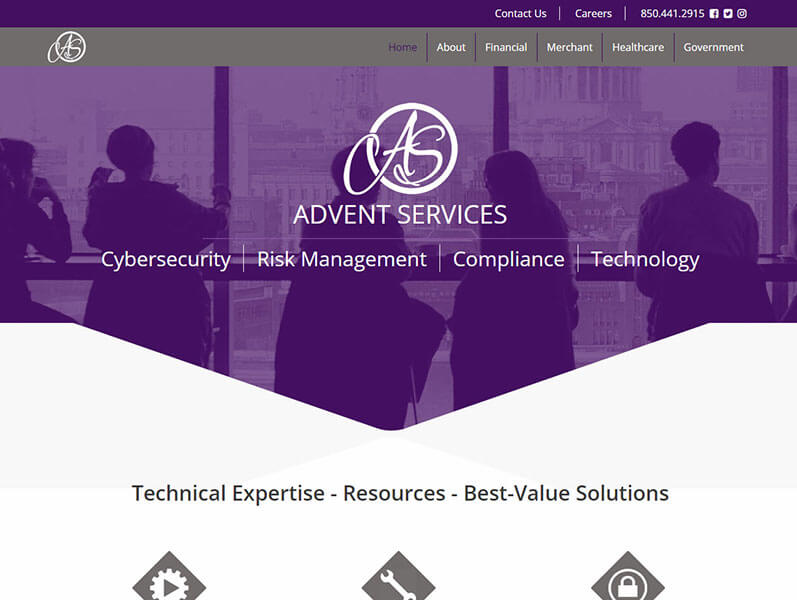 Contact Us | Careers | 850.441.2915
AS
Home | About | Financial | Merchant | Healthcare | Government
AS
ADVENT SERVICES
Cybersecurity | Risk Management | Compliance | Technology
Technical Expertise - Resources - Best-Value Solutions